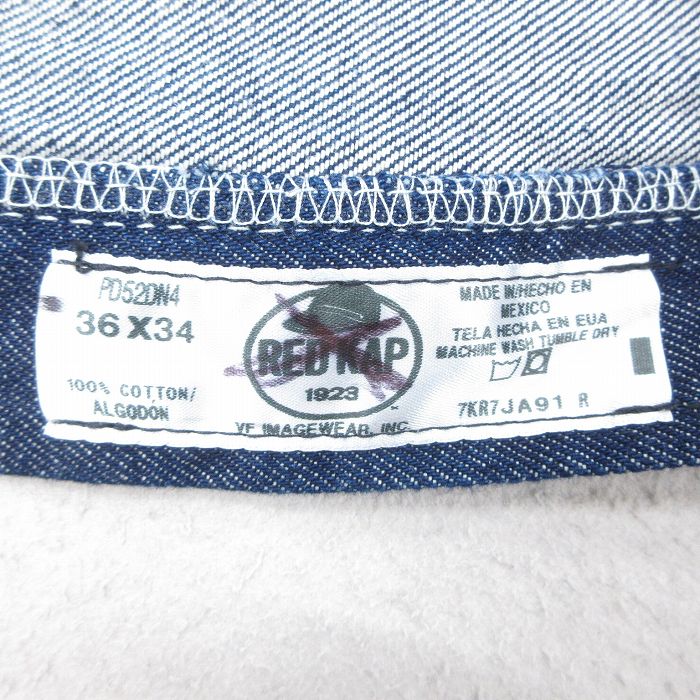 PD52DN4
36 X 34
100% COTTON/
ALGODON
RED KAP
1923
VF IMAGEWEAR, INC.
MADE IN/HECHO EN
MEXICO
TELA HECHA EN EUA
MACHINE WASH TUMBLE DRY
7KR7JA91 R